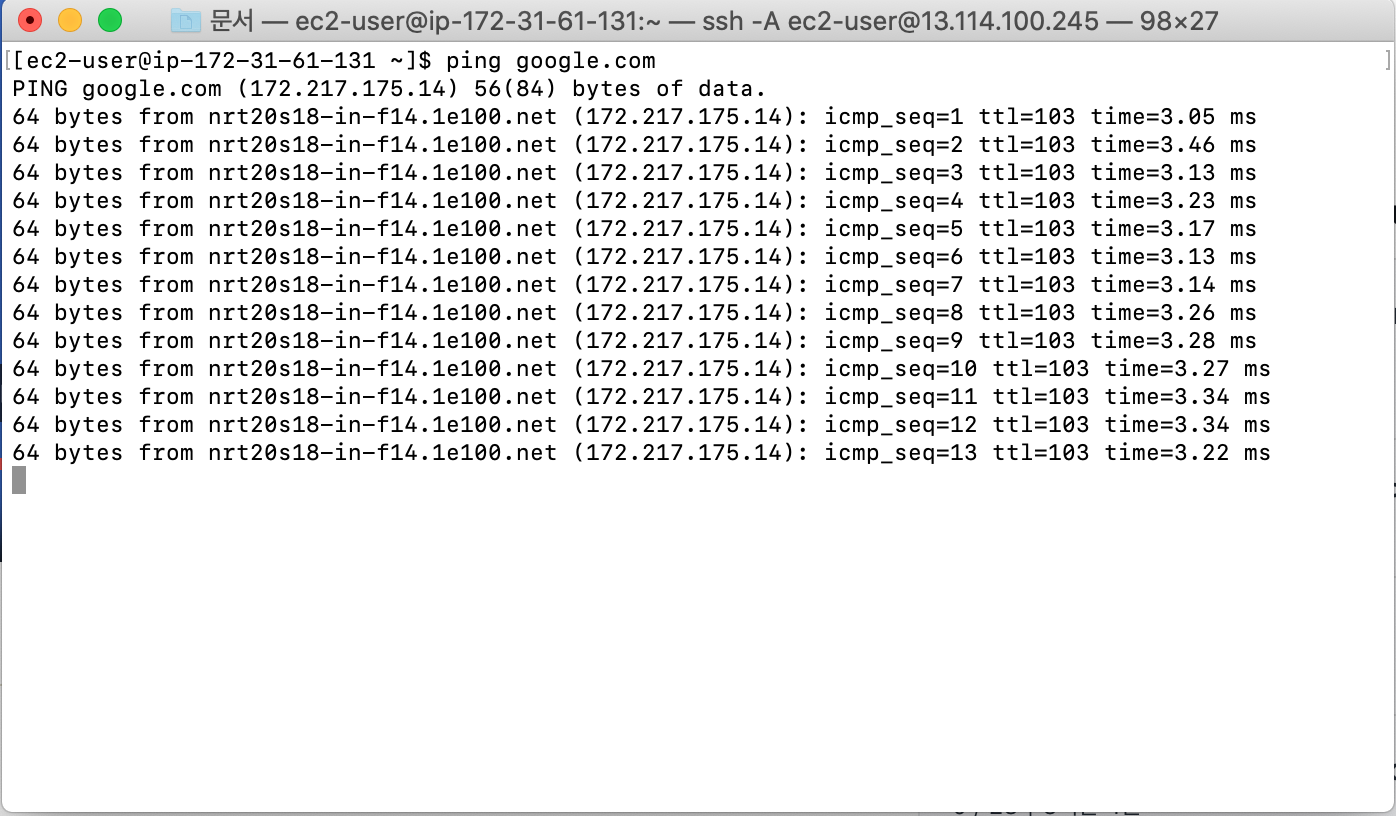 문서 — ec2-user@ip-172-31-61-131:~ — ssh -A ec2-user@13.114.100.245 — 98×27
[[ec2-user@ip-172-31-61-131 ~]$ ping google.com ]
PING google.com (172.217.175.14) 56(84) bytes of data.
64 bytes from nrt20s18-in-f14.1e100.net (172.217.175.14): icmp_seq=1 ttl=103 time=3.05 ms
64 bytes from nrt20s18-in-f14.1e100.net (172.217.175.14): icmp_seq=2 ttl=103 time=3.46 ms
64 bytes from nrt20s18-in-f14.1e100.net (172.217.175.14): icmp_seq=3 ttl=103 time=3.13 ms
64 bytes from nrt20s18-in-f14.1e100.net (172.217.175.14): icmp_seq=4 ttl=103 time=3.23 ms
64 bytes from nrt20s18-in-f14.1e100.net (172.217.175.14): icmp_seq=5 ttl=103 time=3.17 ms
64 bytes from nrt20s18-in-f14.1e100.net (172.217.175.14): icmp_seq=6 ttl=103 time=3.13 ms
64 bytes from nrt20s18-in-f14.1e100.net (172.217.175.14): icmp_seq=7 ttl=103 time=3.14 ms
64 bytes from nrt20s18-in-f14.1e100.net (172.217.175.14): icmp_seq=8 ttl=103 time=3.26 ms
64 bytes from nrt20s18-in-f14.1e100.net (172.217.175.14): icmp_seq=9 ttl=103 time=3.28 ms
64 bytes from nrt20s18-in-f14.1e100.net (172.217.175.14): icmp_seq=10 ttl=103 time=3.27 ms
64 bytes from nrt20s18-in-f14.1e100.net (172.217.175.14): icmp_seq=11 ttl=103 time=3.34 ms
64 bytes from nrt20s18-in-f14.1e100.net (172.217.175.14): icmp_seq=12 ttl=103 time=3.34 ms
64 bytes from nrt20s18-in-f14.1e100.net (172.217.175.14): icmp_seq=13 ttl=103 time=3.22 ms